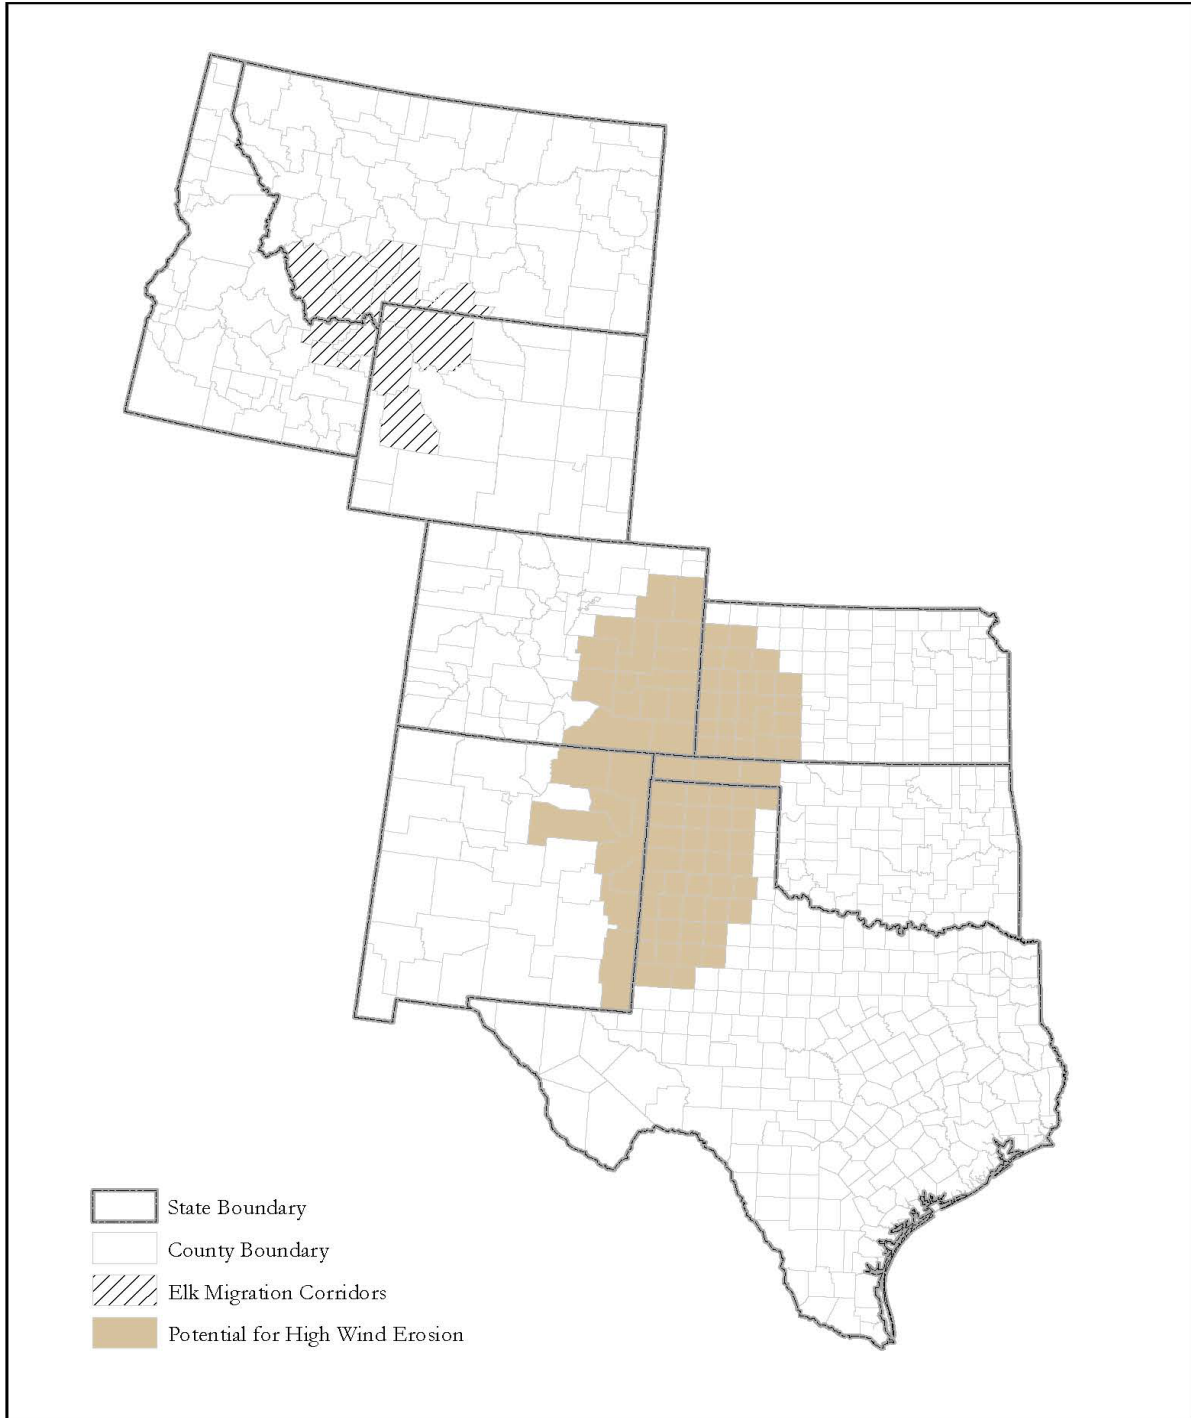 State Boundary
County Boundary
Elk Migration Corridors
Potential for High Wind Erosion